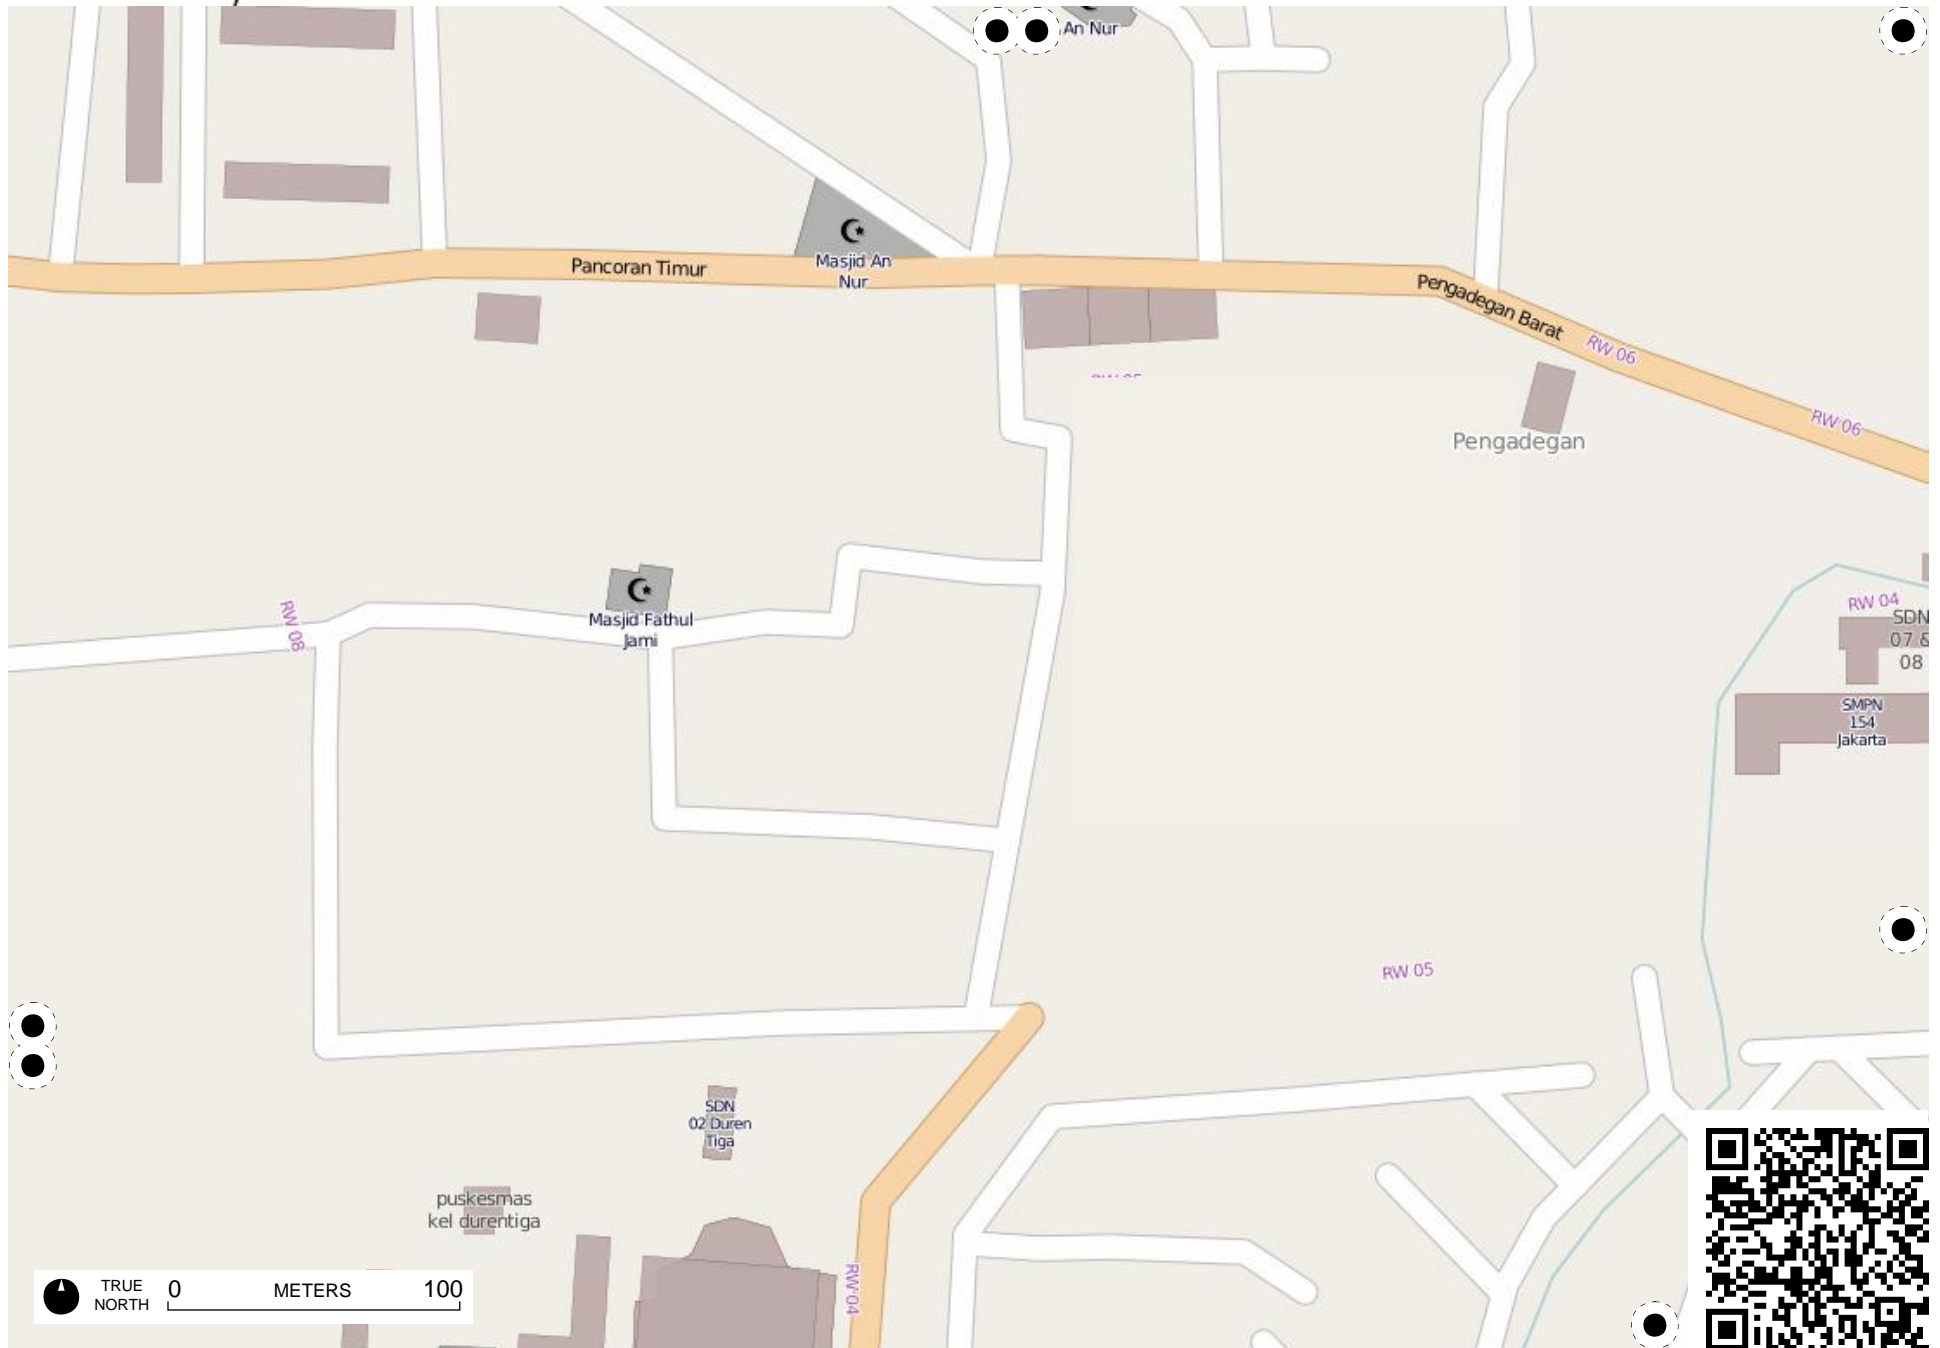 An Nur
Pancoran Timur
Masjid An
Nur
Pengadegan Barat
RW 06
RW 06
RW 05
Pengadegan
Masjid Fathul
Jami
RW 08
RW 04
SDN
07 &
08
SMPN
154
Jakarta
RW 05
SDN
02 Duren
Tiga
puskesmas
kel durentiga
RW 04
TRUE
NORTH
0 METERS 100